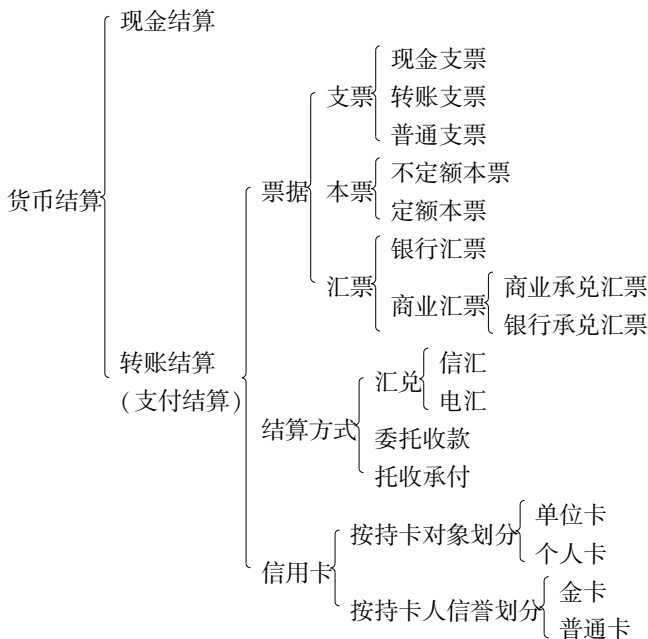 货币结算
现金结算
转账结算
(支付结算)
票据
支票
现金支票
转账支票
普通支票
本票
不定额本票
定额本票
汇票
银行汇票
商业汇票
商业承兑汇票
银行承兑汇票
结算方式
汇兑
信汇
电汇
委托收款
托收承付
信用卡
按持卡对象划分
单位卡
个人卡
按持卡人信誉划分
金卡
普通卡